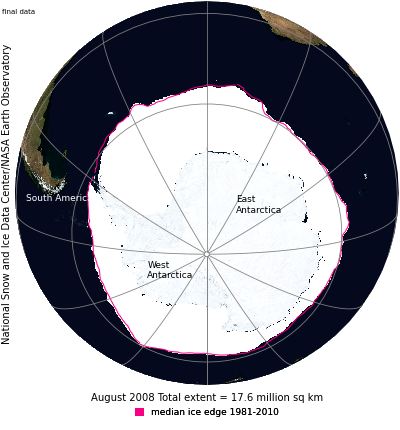 final data
National Snow and Ice Data Center/NASA Earth Observatory
South America
East
Antarctica
West
Antarctica
August 2008 Total extent = 17.6 million sq km
median ice edge 1981-2010